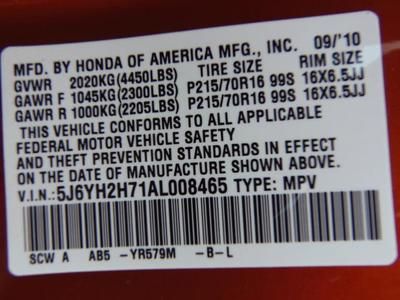 MFD. BY HONDA OF AMERICA MFG., INC. 09/'10
GVWR 2020KG(4450LBS) TIRE SIZE RIM SIZE
GAWR F 1045KG(2300LBS) P215/70R16 99S 16X6.5JJ
GAWR R 1000KG(2205LBS) P215/70R16 99S 16X6.5JJ
THIS VEHICLE CONFORMS TO ALL APPLICABLE
FEDERAL MOTOR VEHICLE SAFETY
AND THEFT PREVENTION STANDARDS IN EFFECT
ON THE DATE OF MANUFACTURE SHOWN ABOVE.
V.I.N.: 5J6YH2H71AL008465 TYPE: MPV
SCW A AB5 -YR579M -B-L